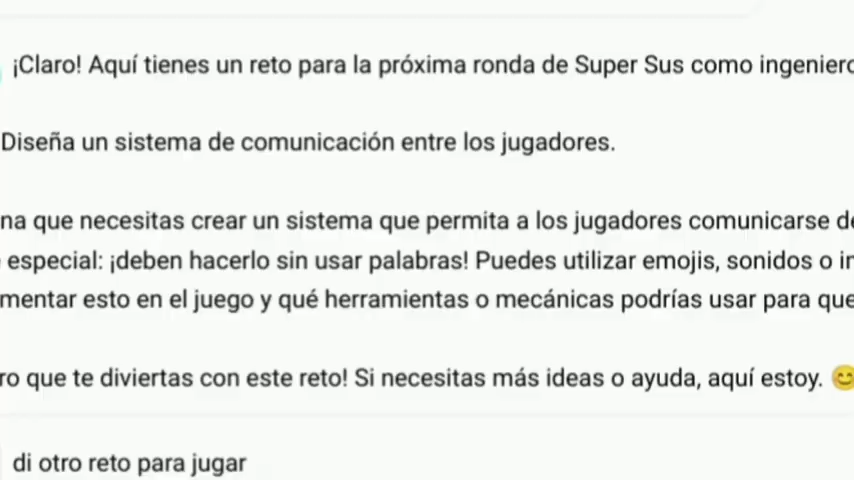 ¡Claro! Aquí tienes un reto para la próxima ronda de Super Sus como ingeniero
Diseña un sistema de comunicación entre los jugadores.
na que necesitas crear un sistema que permita a los jugadores comunicarse de
especial: ¡deben hacerlo sin usar palabras! Puedes utilizar emojis, sonidos o
mentar esto en el juego y qué herramientas o mecánicas podrías usar para que
ro que te diviertas con este reto! Si necesitas más ideas o ayuda, aquí estoy. 😊
di otro reto para jugar